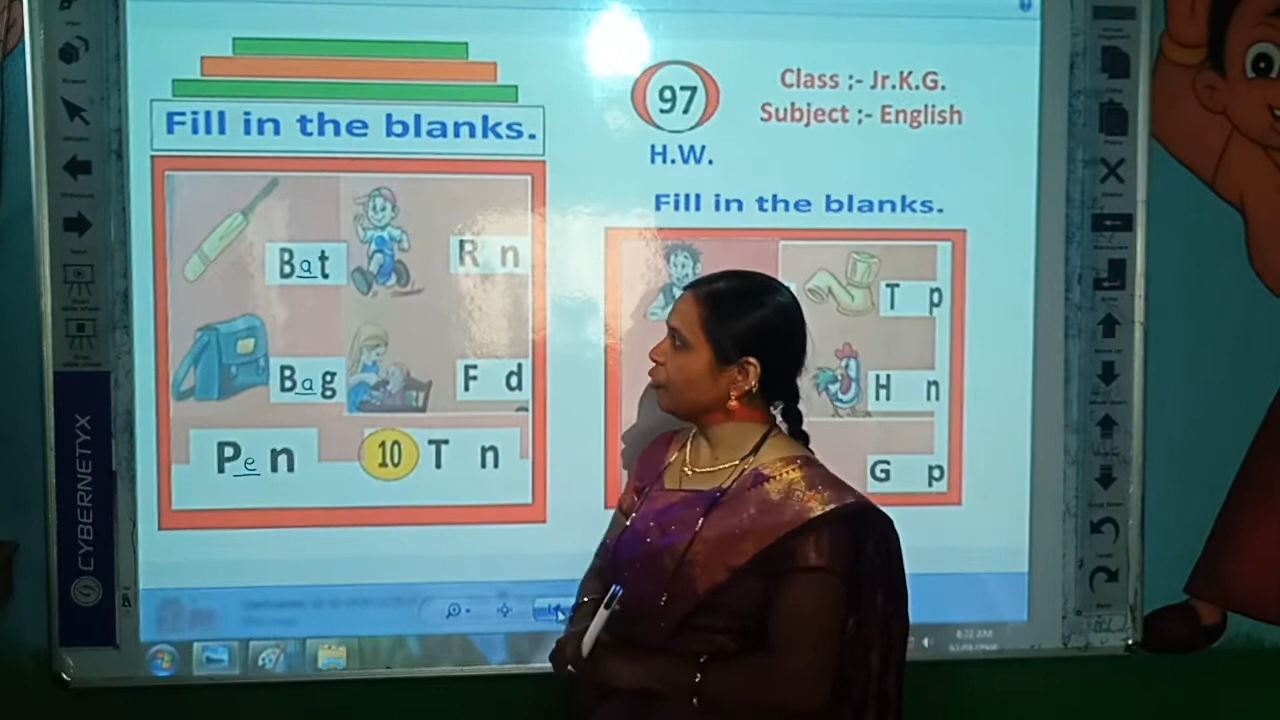 Fill in the blanks.
Bat
R n
Bag
F d
Pen
10 T n
97
Class ;- Jr.K.G.
Subject ;- English
H.W.
Fill in the blanks.
T p
H n
G p
CYBERNETYX